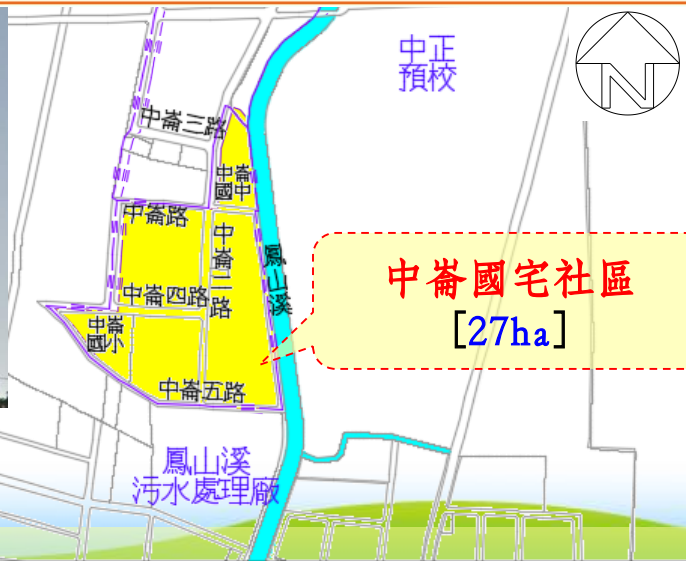 中正
預校
N
中崙三路
中崙
國中
中崙路
中崙二路
鳳山溪
中崙四路
中崙
國小
中崙五路
中崙國宅社區
[27ha]
鳳山溪
污水處理廠